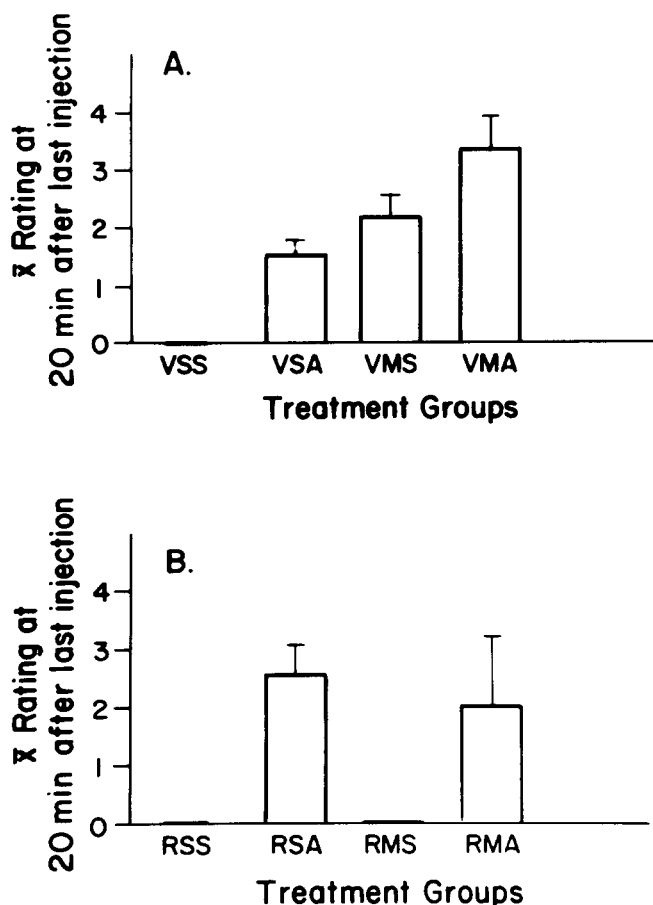 A.
X̄ Rating at
20 min after last injection
4
3
2
1
0
VSS VSA VMS VMA
Treatment Groups
B.
X̄ Rating at
20 min after last injection
4
3
2
1
0
RSS RSA RMS RMA
Treatment Groups